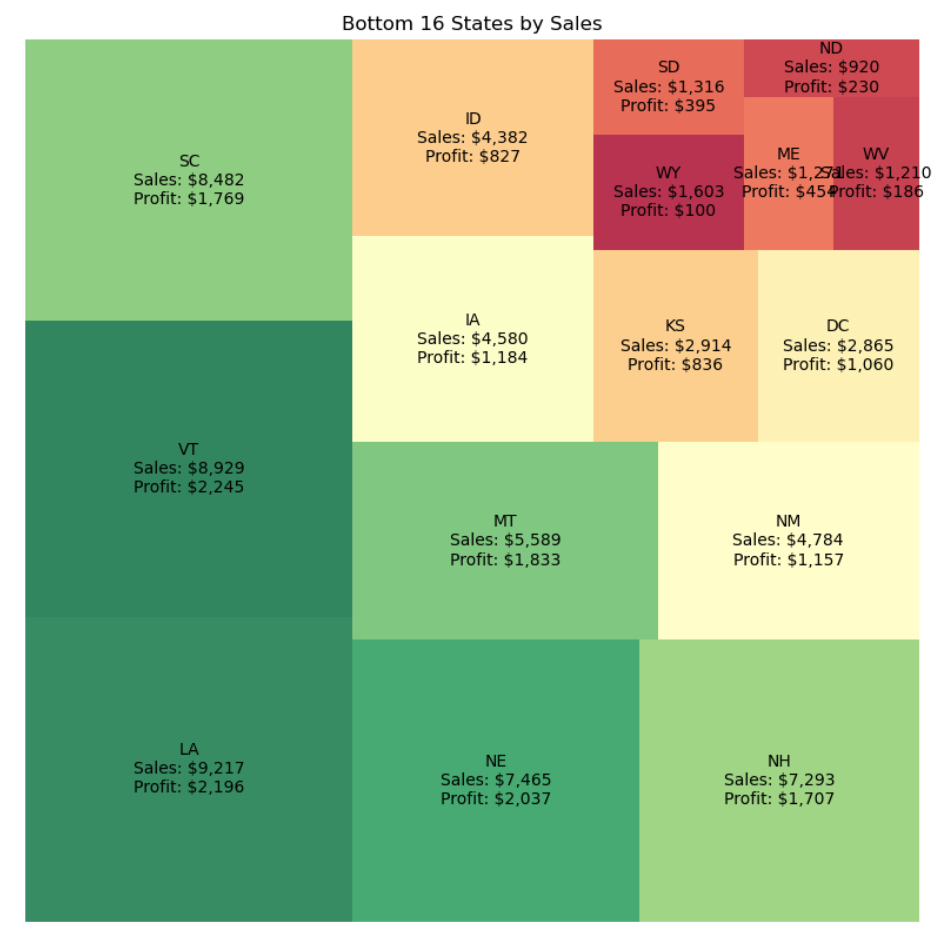 Bottom 16 States by Sales
SC
Sales: $8,482
Profit: $1,769
ID
Sales: $4,382
Profit: $827
SD
Sales: $1,316
Profit: $395
ND
Sales: $920
Profit: $230
WY
Sales: $1,603
Profit: $100
ME
Sales: $1,271
Profit: $454
WV
Sales: $1,210
Profit: $186
IA
Sales: $4,580
Profit: $1,184
KS
Sales: $2,914
Profit: $836
DC
Sales: $2,865
Profit: $1,060
VT
Sales: $8,929
Profit: $2,245
MT
Sales: $5,589
Profit: $1,833
NM
Sales: $4,784
Profit: $1,157
LA
Sales: $9,217
Profit: $2,196
NE
Sales: $7,465
Profit: $2,037
NH
Sales: $7,293
Profit: $1,707